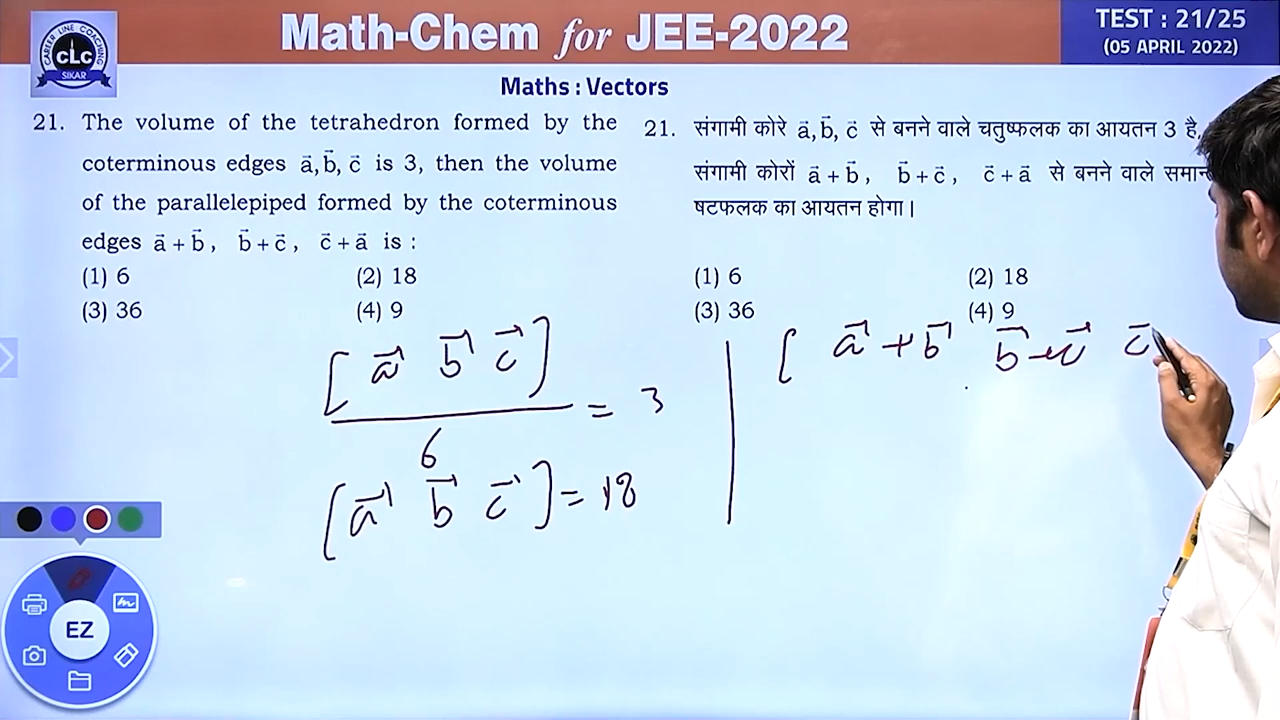 CAREER LINE COACHING
CLC
SIKAR
Math-Chem for JEE-2022
TEST : 21/25
(05 APRIL 2022)
Maths : Vectors
21. The volume of the tetrahedron formed by the
coterminous edges a⃗, b⃗, c⃗ is 3, then the volume
of the parallelepiped formed by the coterminous
edges a⃗ + b⃗, b⃗ + c⃗, c⃗ + a⃗ is :
(1) 6 (2) 18
(3) 36 (4) 9
21. संगामी कोरे a⃗, b⃗, c⃗ से बनने वाले चतुष्फलक का आयतन 3 है,
संगामी कोरों a⃗ + b⃗, b⃗ + c⃗, c⃗ + a⃗ से बनने वाले
षटफलक का आयतन होगा।
(1) 6 (2) 18
(3) 36 (4) 9
[a⃗ b⃗ c⃗]
/ 6 = 3
[a⃗ b⃗ c⃗] = 18
[ a⃗ + b⃗ b⃗ + c⃗ c
EZ